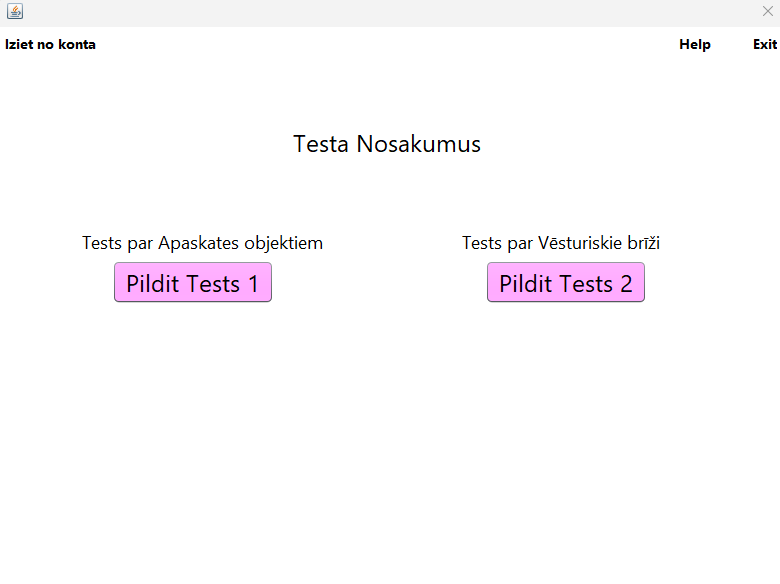 Iziet no konta
Help
Exit
Testa Nosakumus
Tests par Apaskates objektiem
Tests par Vēsturiskie brīži
Pildit Tests 1
Pildit Tests 2